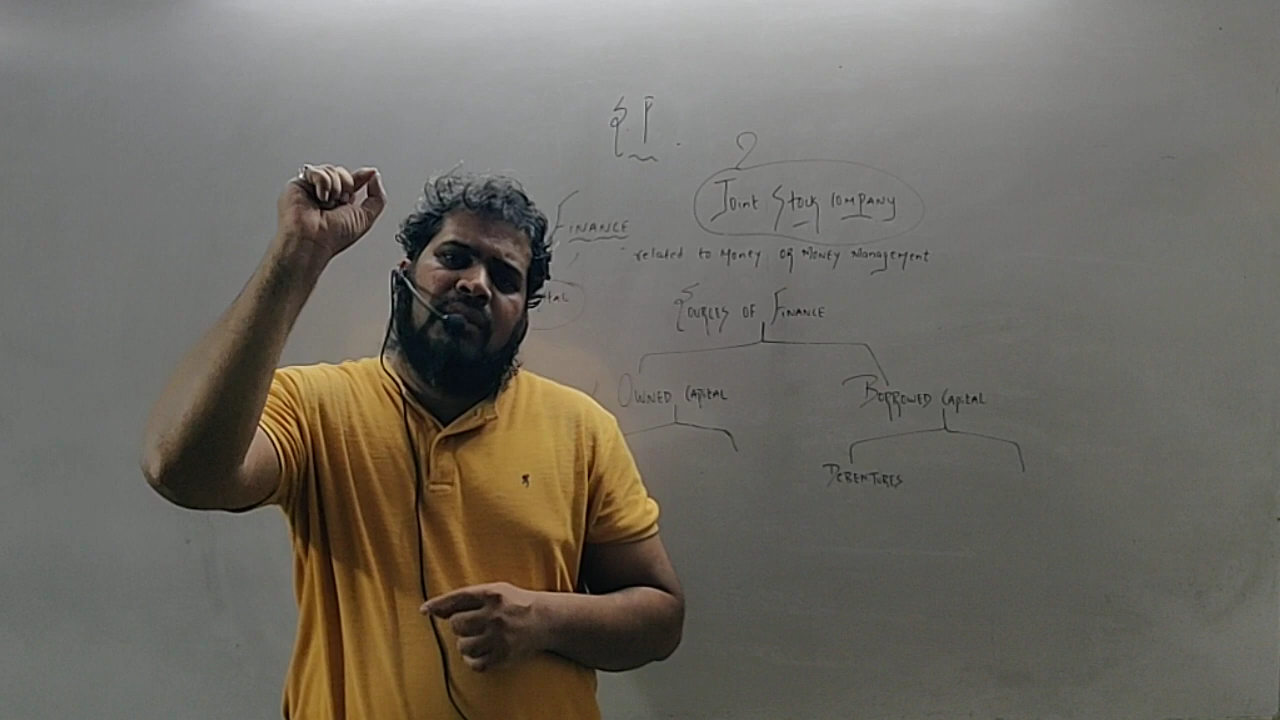 S.P.
Joint Stock Company
Finance
related to Money or Money Management
Sources of Finance
Owned Capital
Borrowed Capital
Debentures